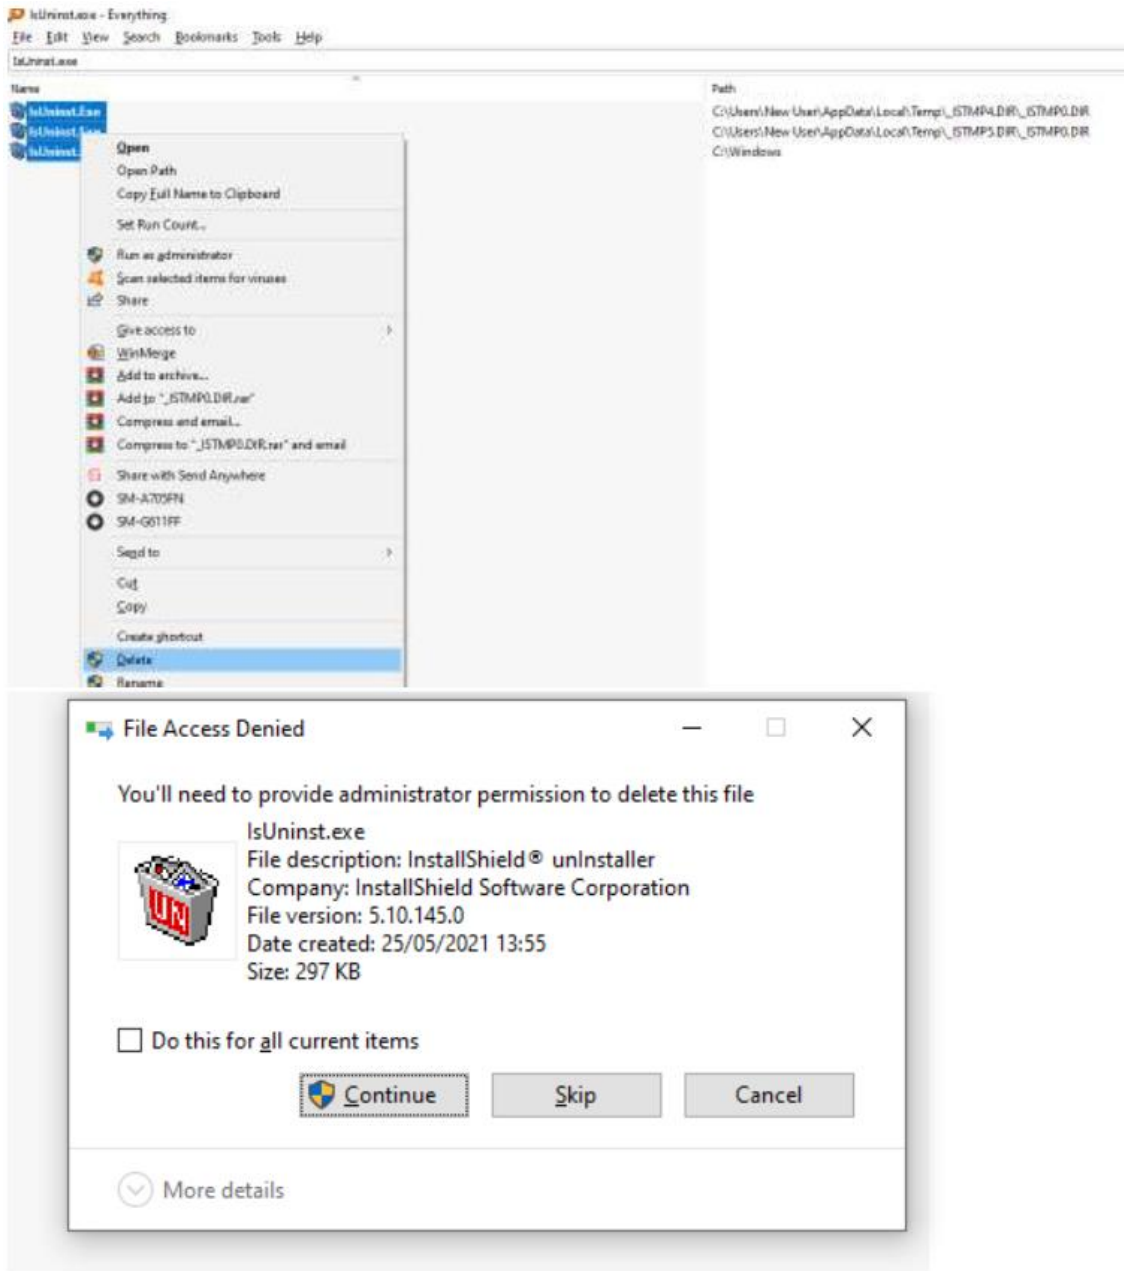 IsUninst.exe - Everything
File Edit View Search Bookmarks Tools Help
IsUninst.exe
Name Path
IsUninst.Exe C:\Users\New User\AppData\Local\Temp\_ISTMP4.DIR\_ISTMP0.DIR
IsUninst.Exe C:\Users\New User\AppData\Local\Temp\_ISTMP5.DIR\_ISTMP0.DIR
IsUninst. C:\Windows
Open
Open Path
Copy Full Name to Clipboard
Set Run Count...
Run as administrator
Scan selected items for viruses
Share
Give access to
WinMerge
Add to archive...
Add to "_ISTMP0.DIR.rar"
Compress and email...
Compress to "_ISTMP0.DIR.rar" and email
Share with Send Anywhere
SM-A705FN
SM-G611FF
Send to
Cut
Copy
Create shortcut
Delete
Rename
File Access Denied
You'll need to provide administrator permission to delete this file
IsUninst.exe
File description: InstallShield® unInstaller
Company: InstallShield Software Corporation
File version: 5.10.145.0
Date created: 25/05/2021 13:55
Size: 297 KB
UN
Do this for all current items
Continue Skip Cancel
More details